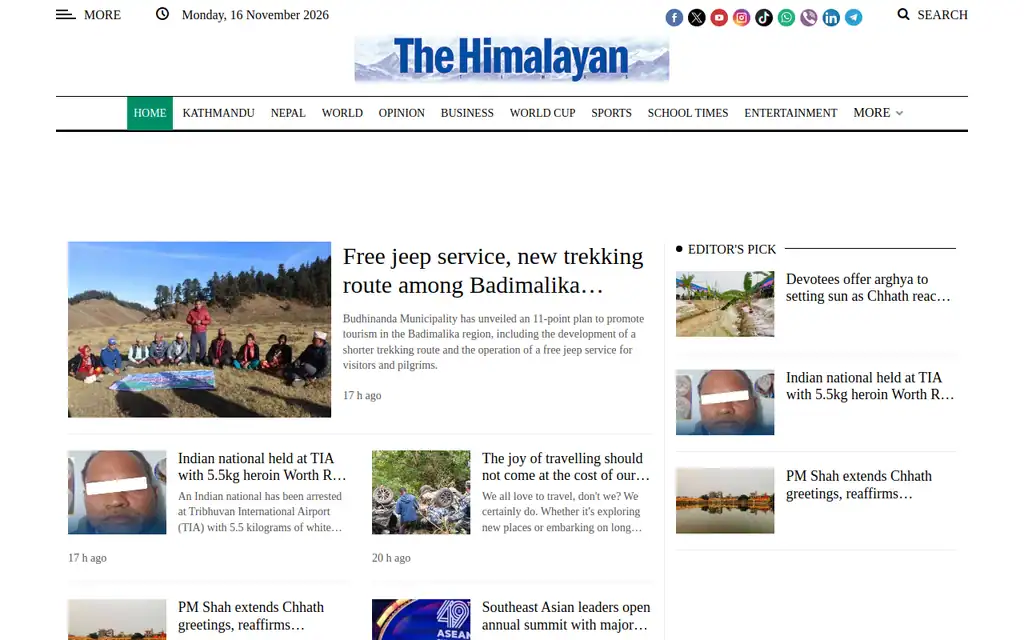 MORE
Monday, 16 November 2026
SEARCH
The Himalayan
HOME
KATHMANDU
NEPAL
WORLD
OPINION
BUSINESS
WORLD CUP
SPORTS
SCHOOL TIMES
ENTERTAINMENT
MORE
Free jeep service, new trekking
route among Badimalika…
Budhinanda Municipality has unveiled an 11-point plan to promote
tourism in the Badimalika region, including the development of a
shorter trekking route and the operation of a free jeep service for
visitors and pilgrims.
17 h ago
Indian national held at TIA
with 5.5kg heroin Worth R…
An Indian national has been arrested
at Tribhuvan International Airport
(TIA) with 5.5 kilograms of white…
17 h ago
The joy of travelling should
not come at the cost of our…
We all love to travel, don't we? We
certainly do. Whether it's exploring
new places or embarking on long…
20 h ago
PM Shah extends Chhath
greetings, reaffirms…
49
ASEAN
Southeast Asian leaders open
annual summit with major…
EDITOR'S PICK
Devotees offer arghya to
setting sun as Chhath reac…
Indian national held at TIA
with 5.5kg heroin Worth R…
PM Shah extends Chhath
greetings, reaffirms…